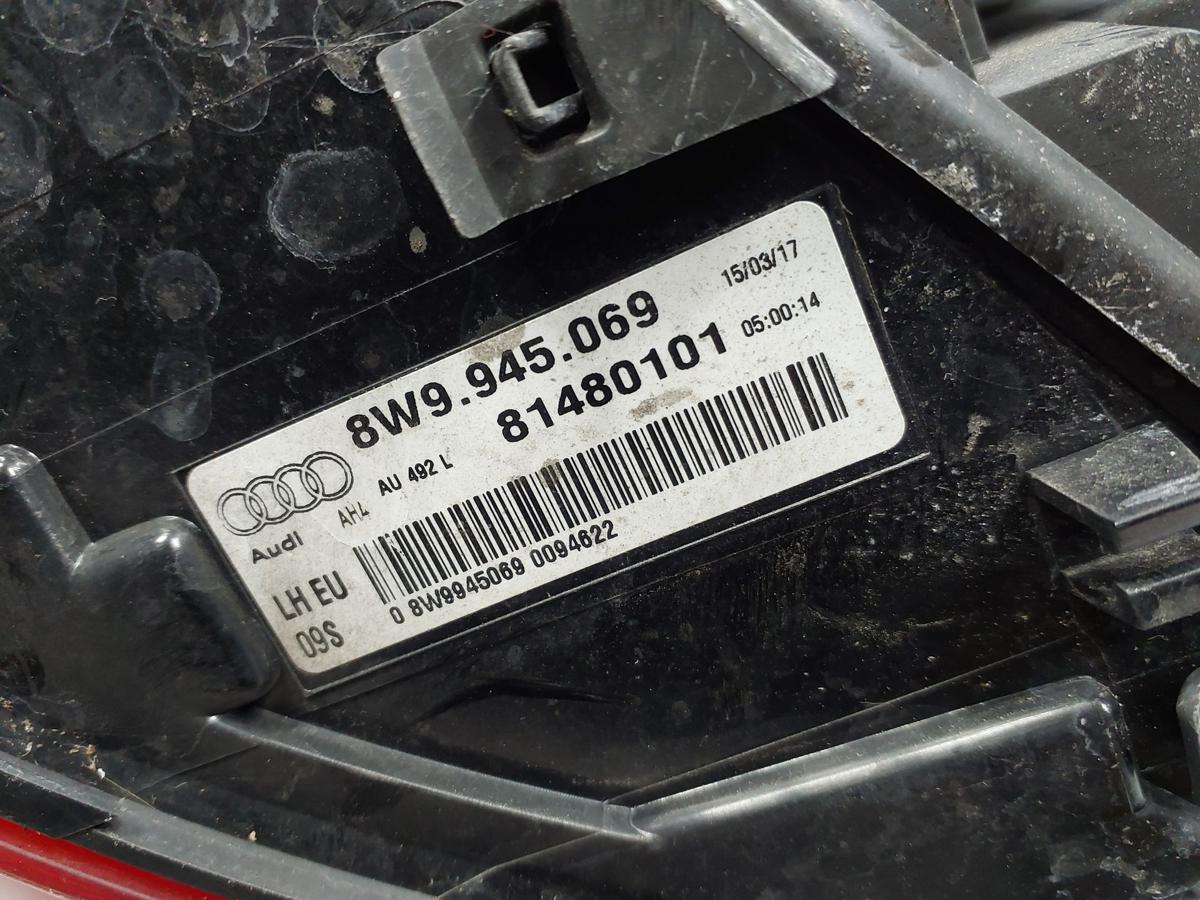 8W9.945.069
15/03/17
81480101
05:00:14
Audi
AU 492 L
AHL
LH EU
09S
0 8W9945069 0094622